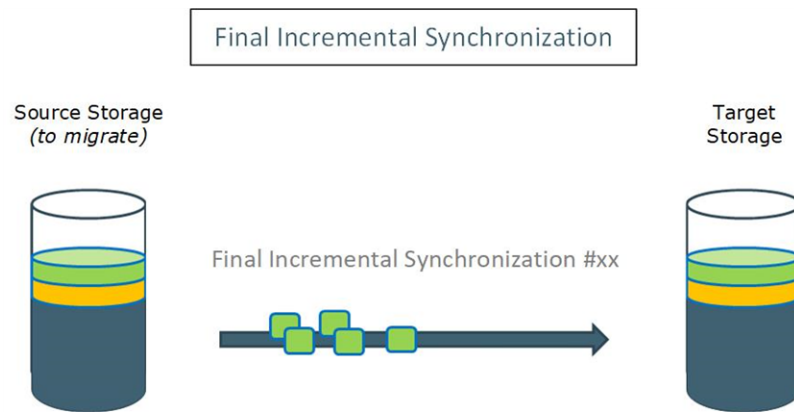 Final Incremental Synchronization
Source Storage
(to migrate)
Target
Storage
Final Incremental Synchronization #xx